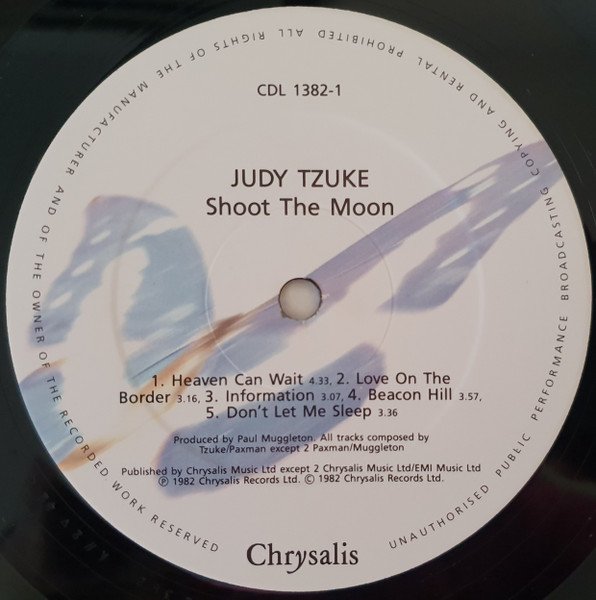 CDL 1382-1
JUDY TZUKE
Shoot The Moon
1. Heaven Can Wait 4.33, 2. Love On The
Border 3.16, 3. Information 3.07, 4. Beacon Hill 3.57,
5. Don't Let Me Sleep 3.36
Produced by Paul Muggleton. All tracks composed by
Tzuke/Paxman except 2 Paxman/Muggleton
Published by Chrysalis Music Ltd except 2 Chrysalis Music Ltd/EMI Music Ltd
Ⓟ 1982 Chrysalis Records Ltd. © 1982 Chrysalis Records Ltd.
Chrysalis
UNAUTHORISED PUBLIC PERFORMANCE BROADCASTING COPYING AND RENTAL PROHIBITED ALL RIGHTS OF THE MANUFACTURER AND OF THE OWNER OF THE RECORDED WORK RESERVED